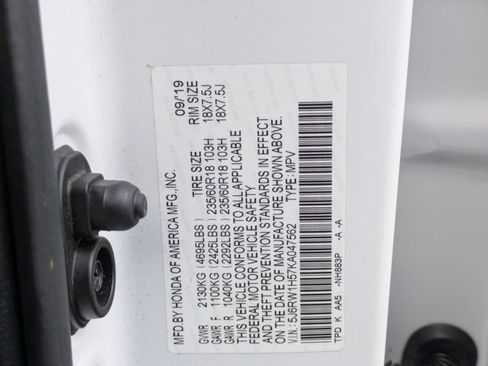 MFD.BY HONDA OF AMERICA MFG.,INC. 09/'19
TIRE SIZE RIM SIZE
GVWR 2130KG (4695LBS)
GAWR F 1100KG (2425LBS) 235/60R18 103H 18X7.5J
GAWR R 1040KG (2292LBS) 235/60R18 103H 18X7.5J
THIS VEHICLE CONFORMS TO ALL APPLICABLE
FEDERAL MOTOR VEHICLE SAFETY
AND THEFT PREVENTION STANDARDS IN EFFECT
ON THE DATE OF MANUFACTURE SHOWN ABOVE.
V.I.N.: 5J6RW1H57KA047562 TYPE: MPV
TPD K AA5 -NH883P -A -A